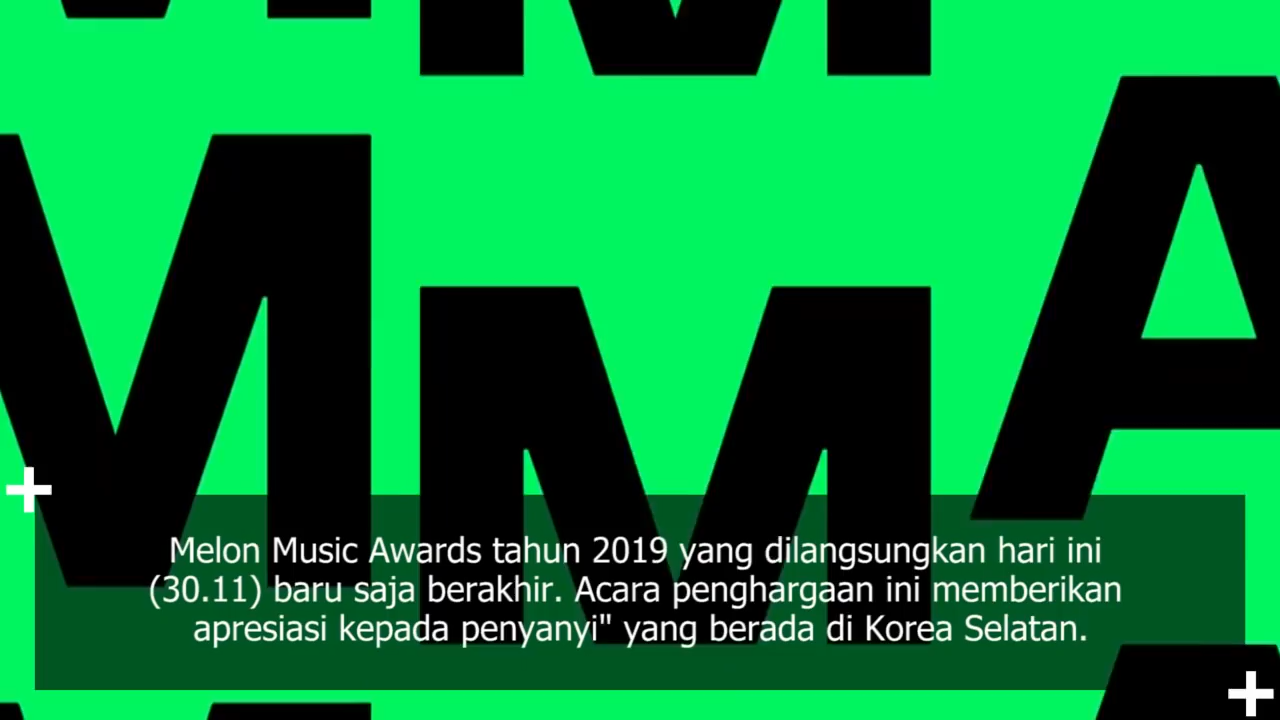 M M A
Melon Music Awards tahun 2019 yang dilangsungkan hari ini
(30.11) baru saja berakhir. Acara penghargaan ini memberikan
apresiasi kepada penyanyi" yang berada di Korea Selatan.